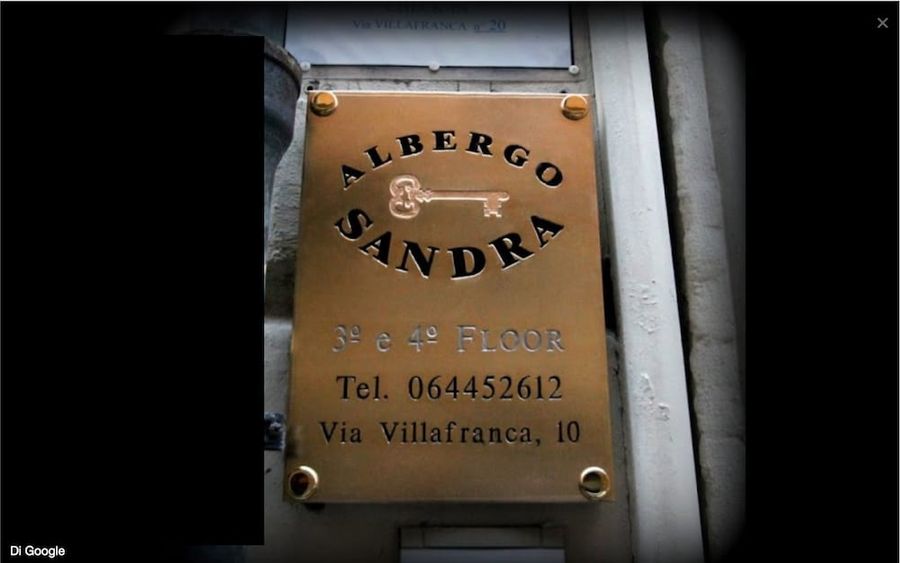 Via VILLAFRANCA n° 20
ALBERGO
SANDRA
3º e 4º FLOOR
Tel. 064452612
Via Villafranca, 10
Di Google